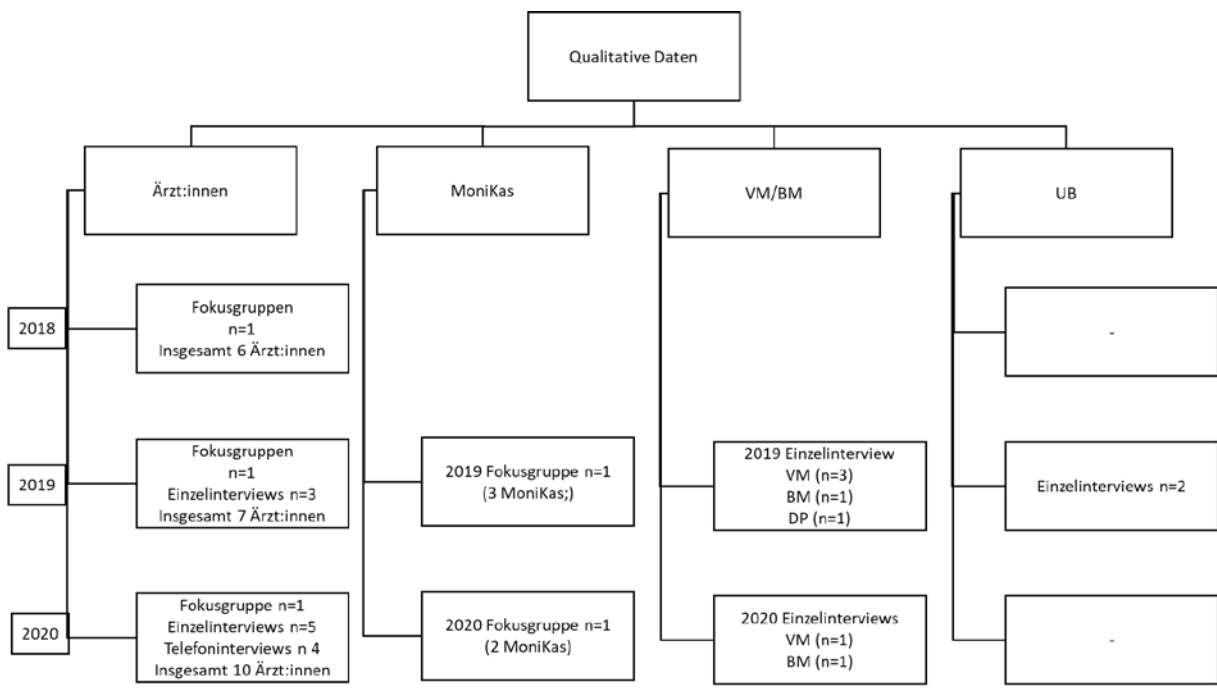 Qualitative Daten
Ärzt:innen
MoniKas
VM/BM
UB
2018
Fokusgruppen
n=1
Insgesamt 6 Ärzt:innen
-
2019
Fokusgruppen
n=1
Einzelinterviews n=3
Insgesamt 7 Ärzt:innen
2019 Fokusgruppe n=1
(3 MoniKas;)
2019 Einzelinterview
VM (n=3)
BM (n=1)
DP (n=1)
Einzelinterviews n=2
2020
Fokusgruppe n=1
Einzelinterviews n=5
Telefoninterviews n 4
Insgesamt 10 Ärzt:innen
2020 Fokusgruppe n=1
(2 MoniKas)
2020 Einzelinterviews
VM (n=1)
BM (n=1)
-